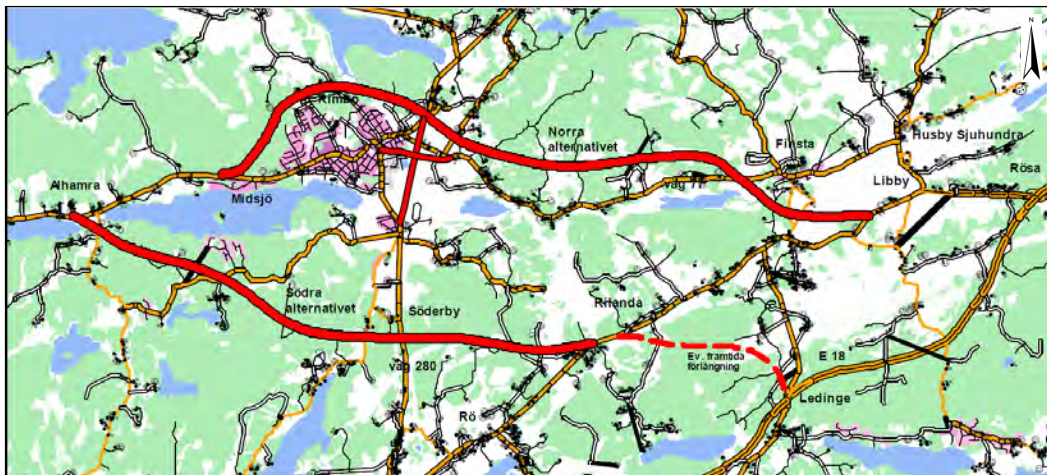 N
Rimbo
Norra
alternativet
Finsta
Husby Sjuhundra
Rösa
Libby
Alhamra
Midsjö
väg 77
Södra
alternativet
Söderby
Rilanda
Ev. framtida
förlängning
E 18
väg 280
Ledinge
Rö